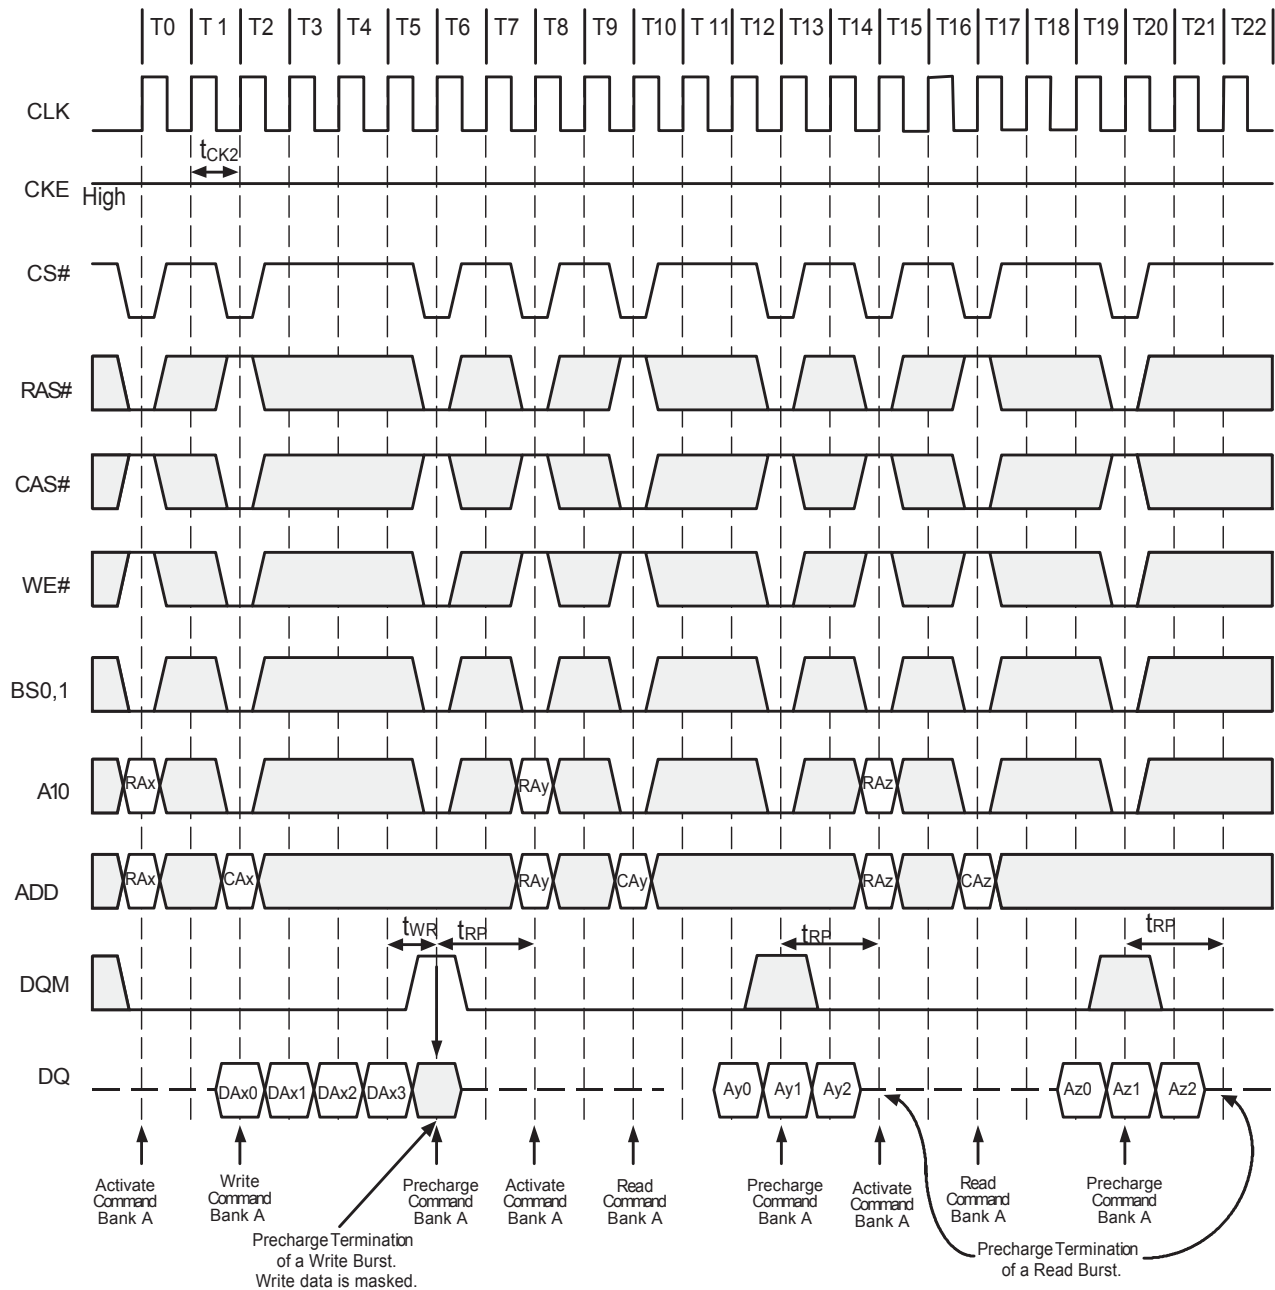 T0 T 1 T2 T3 T4 T5 T6 T7 T8 T9 T10 T 11 T12 T13 T14 T15 T16 T17 T18 T19 T20 T21 T22
CLK
tCK2
CKE High
CS#
RAS#
CAS#
WE#
BS0,1
A10 RAx RAy RAz
ADD RAx CAx RAy CAy RAz CAz
tWR tRP tRP tRP
DQM
DQ DAx0 DAx1 DAx2 DAx3 Ay0 Ay1 Ay2 Az0 Az1 Az2
Activate Command Bank A
Write Command Bank A
Precharge Command Bank A
Activate Command Bank A
Read Command Bank A
Precharge Command Bank A
Activate Command Bank A
Read Command Bank A
Precharge Command Bank A
Precharge Termination
of a Write Burst.
Write data is masked.
Precharge Termination
of a Read Burst.